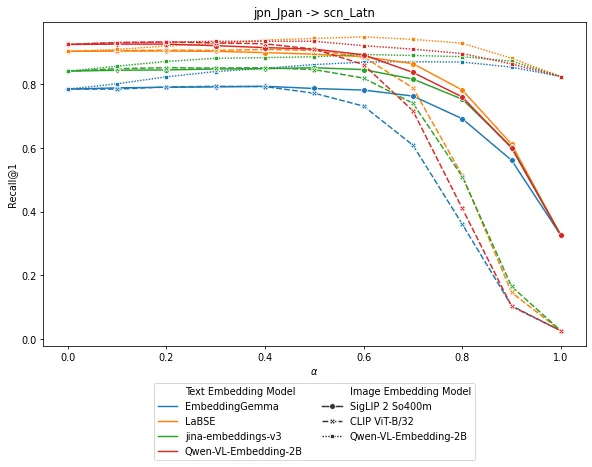 jpn_Jpan -> scn_Latn
Recall@1
0.8
0.6
0.4
0.2
0.0
0.0 0.2 0.4 0.6 0.8 1.0
α
Text Embedding Model
EmbeddingGemma
LaBSE
jina-embeddings-v3
Qwen-VL-Embedding-2B
Image Embedding Model
SigLIP 2 So400m
CLIP ViT-B/32
Qwen-VL-Embedding-2B